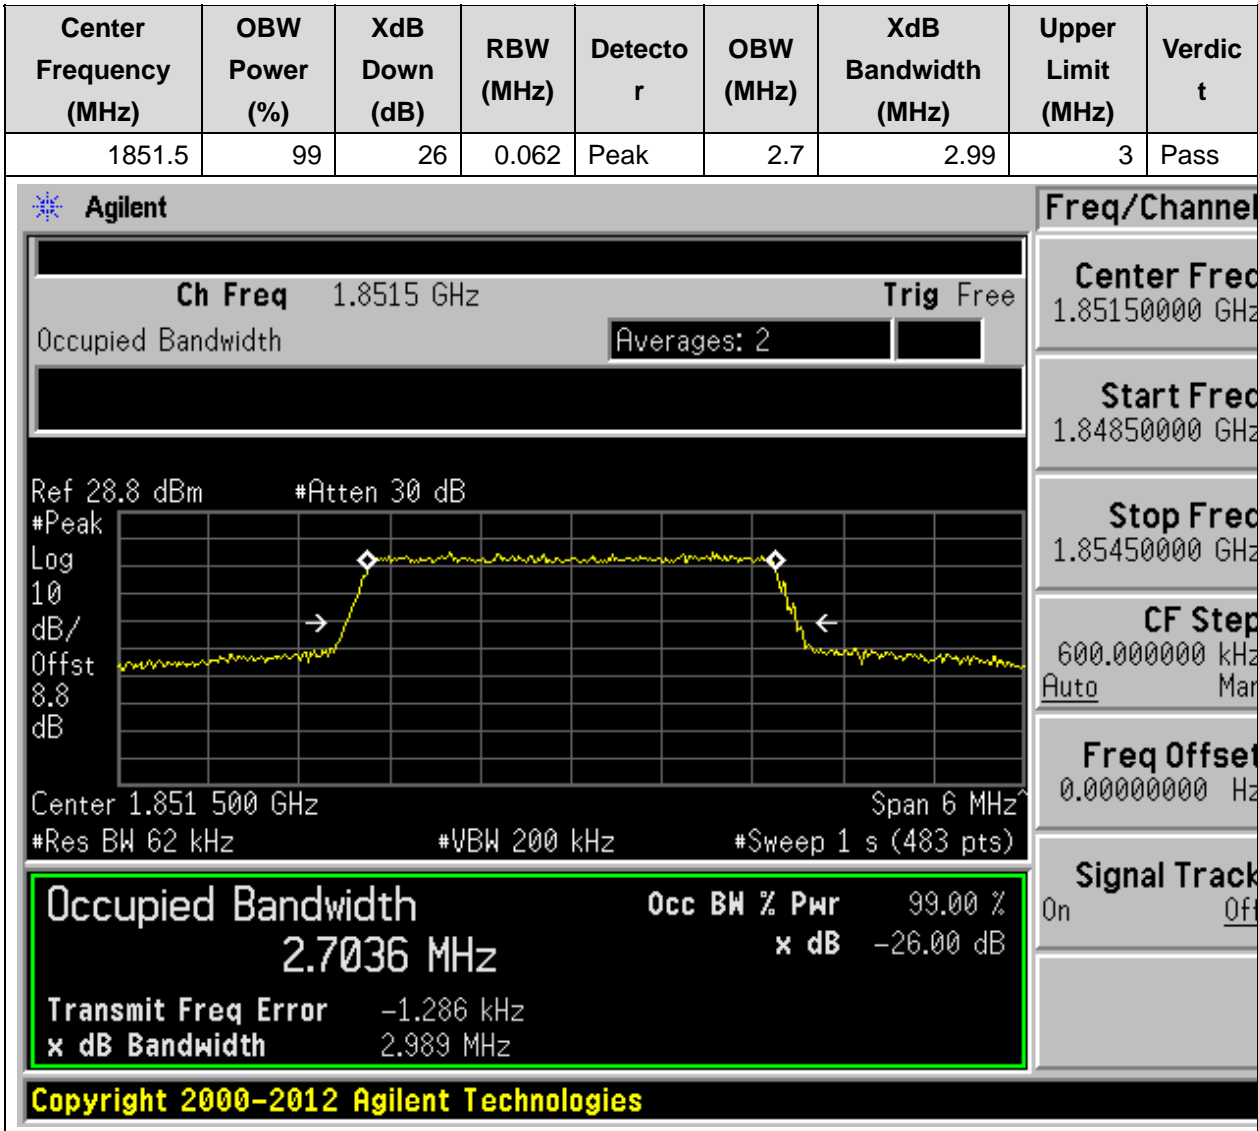 Center Frequency (MHz) OBW Power (%) XdB Down (dB) RBW (MHz) Detecto r OBW (MHz) XdB Bandwidth (MHz) Upper Limit (MHz) Verdic t
1851.5 99 26 0.062 Peak 2.7 2.99 3 Pass
Agilent
Freq/Channel
Ch Freq 1.8515 GHz Trig Free
Occupied Bandwidth Averages: 2
Ref 28.8 dBm #Atten 30 dB
#Peak
Log
10
dB/
Offst
8.8
dB
Center 1.851 500 GHz Span 6 MHz^
#Res BW 62 kHz #VBW 200 kHz #Sweep 1 s (483 pts)
Occupied Bandwidth Occ BW % Pwr 99.00 %
2.7036 MHz x dB -26.00 dB
Transmit Freq Error -1.286 kHz
x dB Bandwidth 2.989 MHz
Center Freq
1.85150000 GHz
Start Freq
1.84850000 GHz
Stop Freq
1.85450000 GHz
CF Step
600.000000 kHz
Auto Man
Freq Offset
0.00000000 Hz
Signal Track
On Off
Copyright 2000-2012 Agilent Technologies